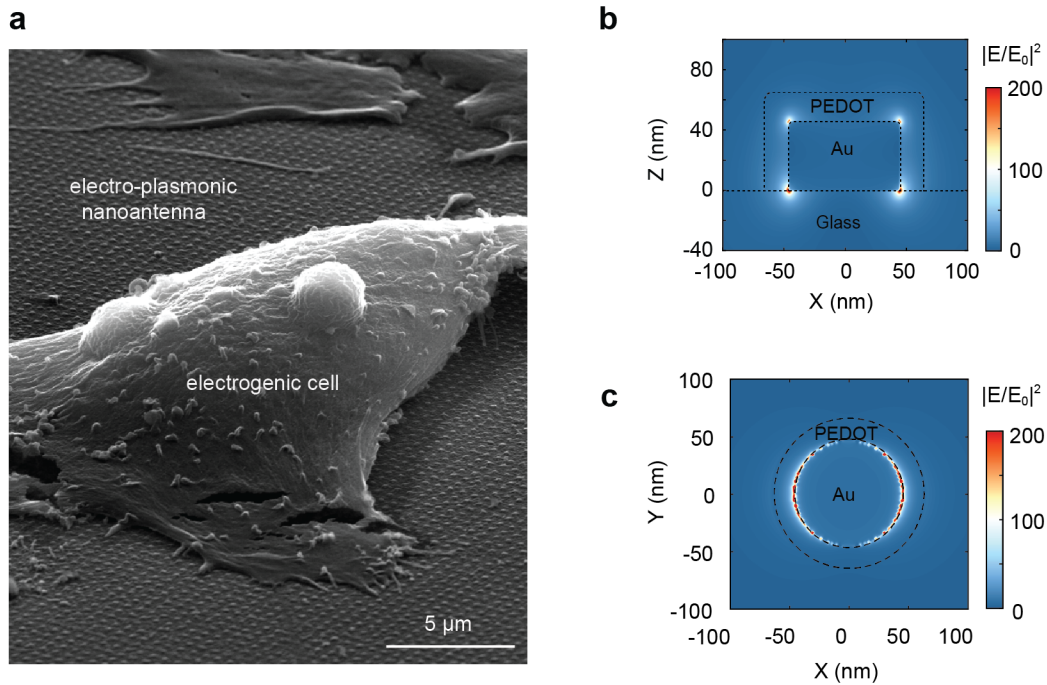 a
electro-plasmonic
nanoantenna
electrogenic cell
5 µm
b
|E/E₀|²
80
40
0
-40
Z (nm)
PEDOT
Au
Glass
-100
-50
0
50
100
X (nm)
200
100
0
c
|E/E₀|²
100
50
0
-50
-100
Y (nm)
PEDOT
Au
-100
-50
0
50
100
X (nm)
200
100
0